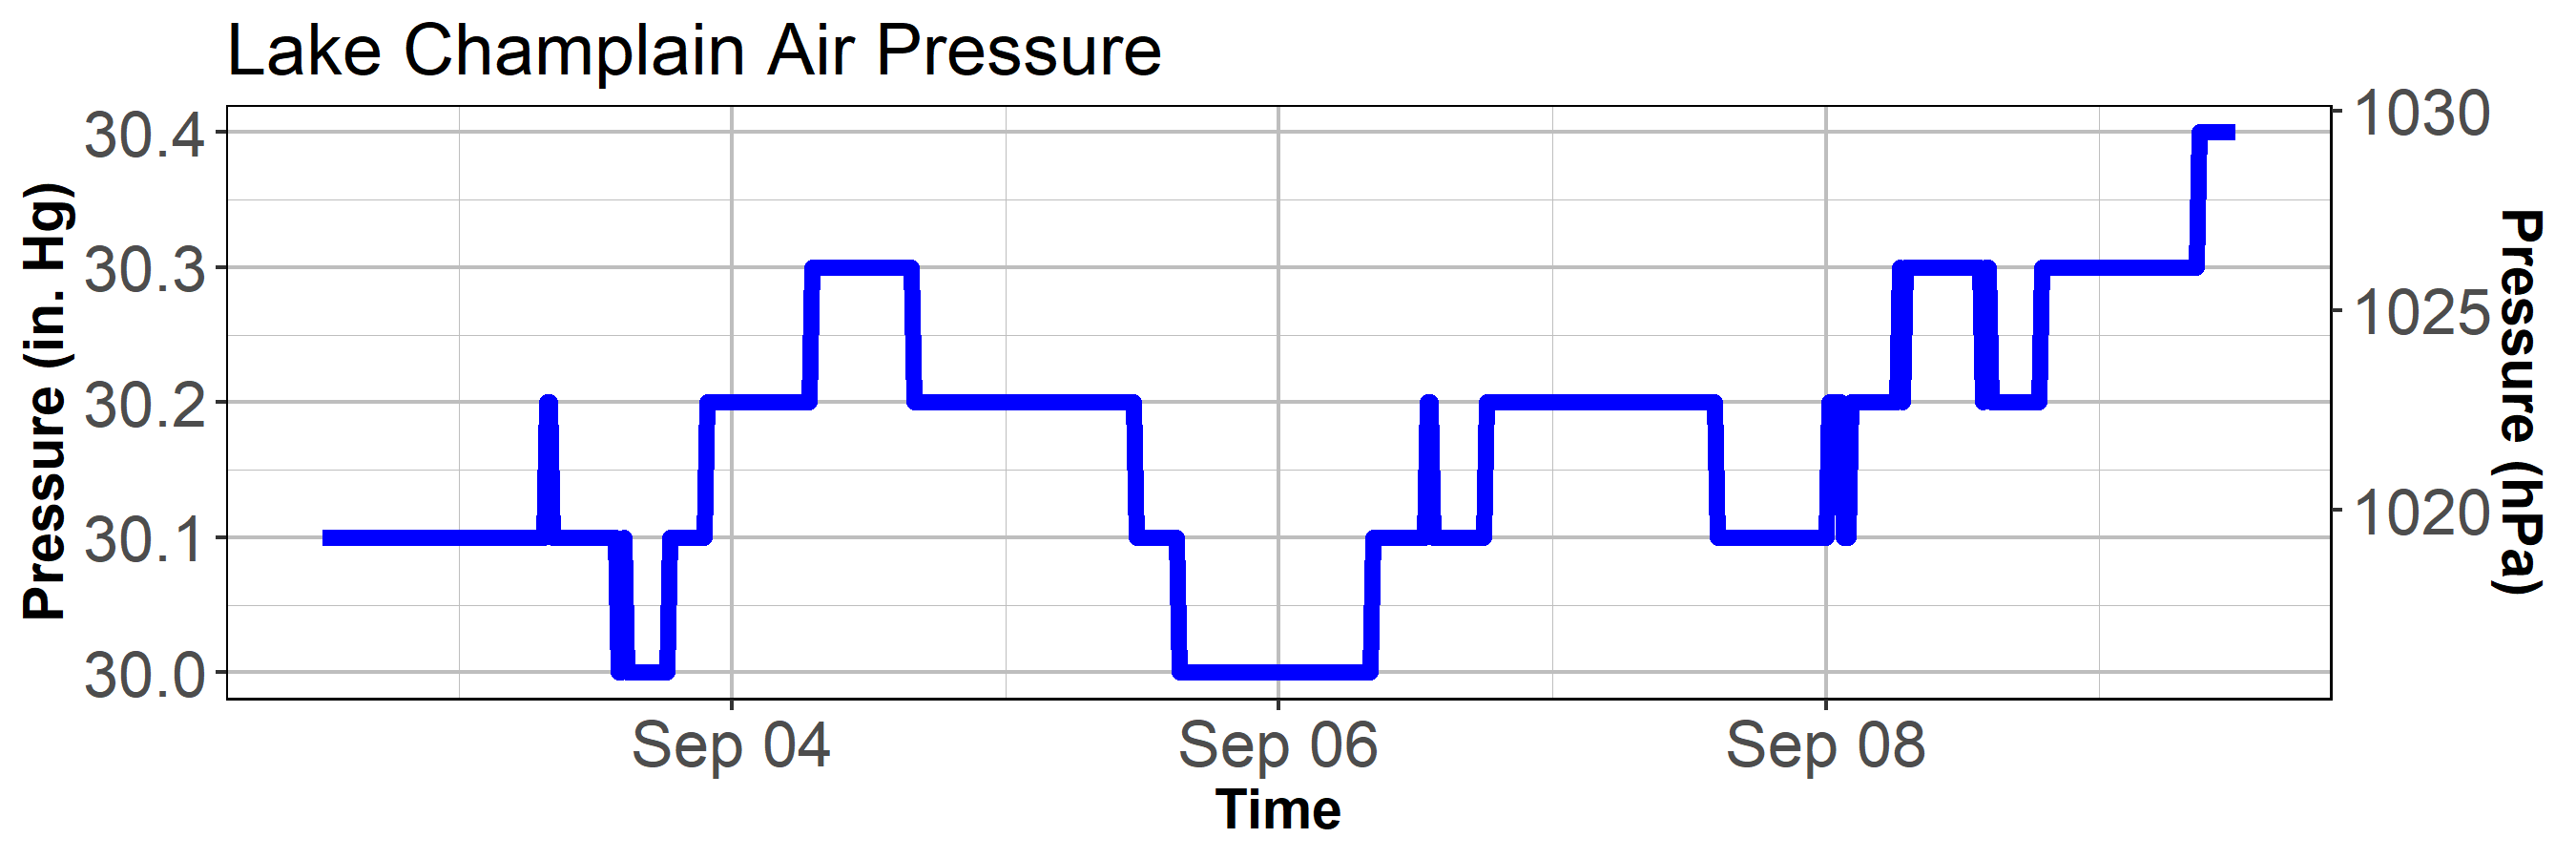 Lake Champlain Air Pressure
30.4
30.3
30.2
30.1
30.0
Pressure (in. Hg)
1030
1025
1020
Pressure (hPa)
Sep 04
Sep 06
Sep 08
Time